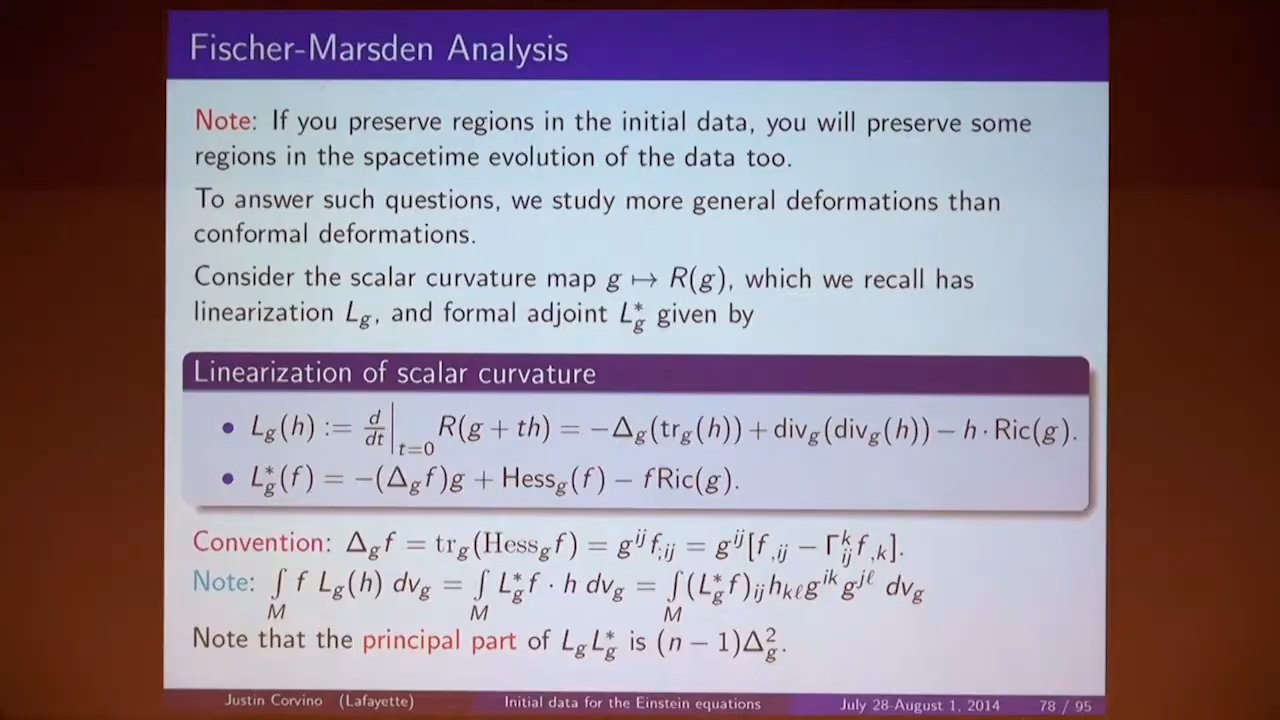 Fischer-Marsden Analysis
Note: If you preserve regions in the initial data, you will preserve some
regions in the spacetime evolution of the data too.
To answer such questions, we study more general deformations than
conformal deformations.
Consider the scalar curvature map g ↦ R(g), which we recall has
linearization L_g, and formal adjoint L_g^* given by
Linearization of scalar curvature
• L_g(h) := d/dt|_{t=0} R(g + th) = −Δ_g(tr_g(h)) + div_g(div_g(h)) − h · Ric(g).
• L_g^*(f) = −(Δ_g f)g + Hess_g(f) − fRic(g).
Convention: Δ_g f = tr_g(Hess_g f) = g^{ij} f_{;ij} = g^{ij}[f_{,ij} − Γ^k_{ij} f_{,k}].
Note: ∫_M f L_g(h) dv_g = ∫_M L_g^* f · h dv_g = ∫_M (L_g^* f)_{ij} h_{kℓ} g^{ik} g^{jℓ} dv_g
Note that the principal part of L_g L_g^* is (n − 1)Δ_g^2.
Justin Corvino (Lafayette) Initial data for the Einstein equations July 28-August 1, 2014 78 / 95